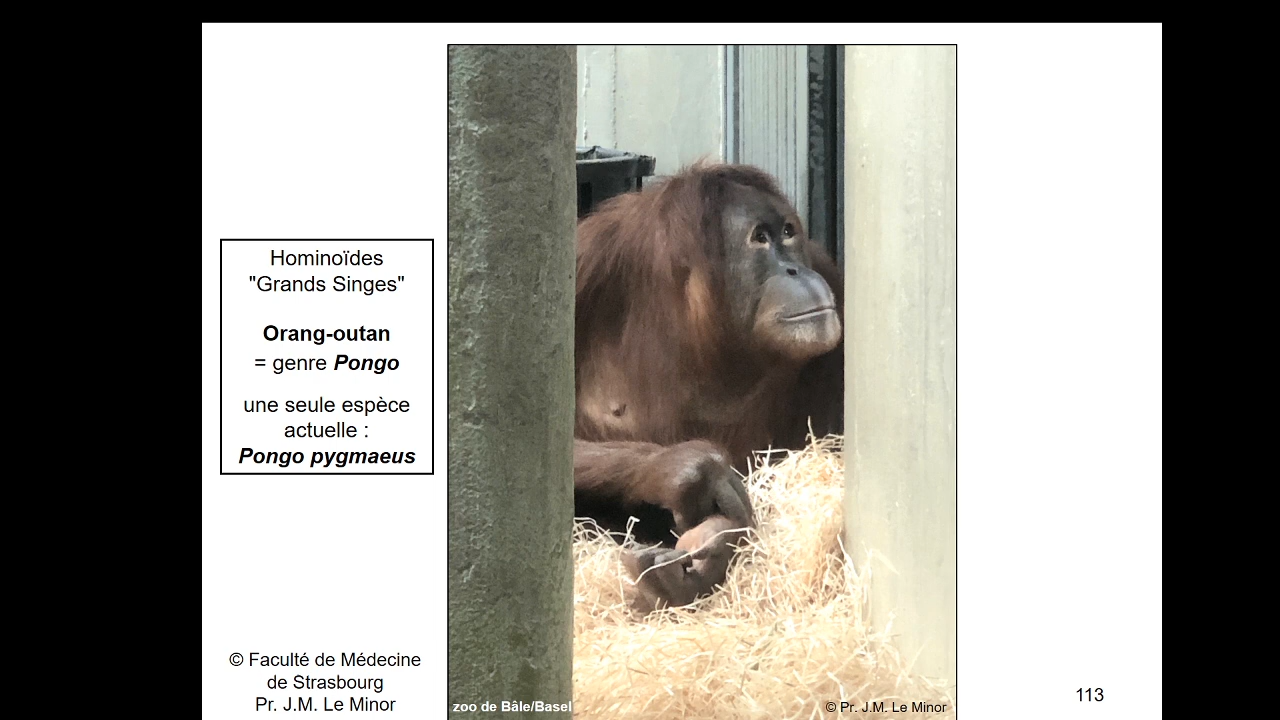 Hominoïdes
"Grands Singes"
Orang-outan
= genre Pongo
une seule espèce
actuelle :
Pongo pygmaeus
© Faculté de Médecine
de Strasbourg
Pr. J.M. Le Minor
zoo de Bâle/Basel
© Pr. J.M. Le Minor
113